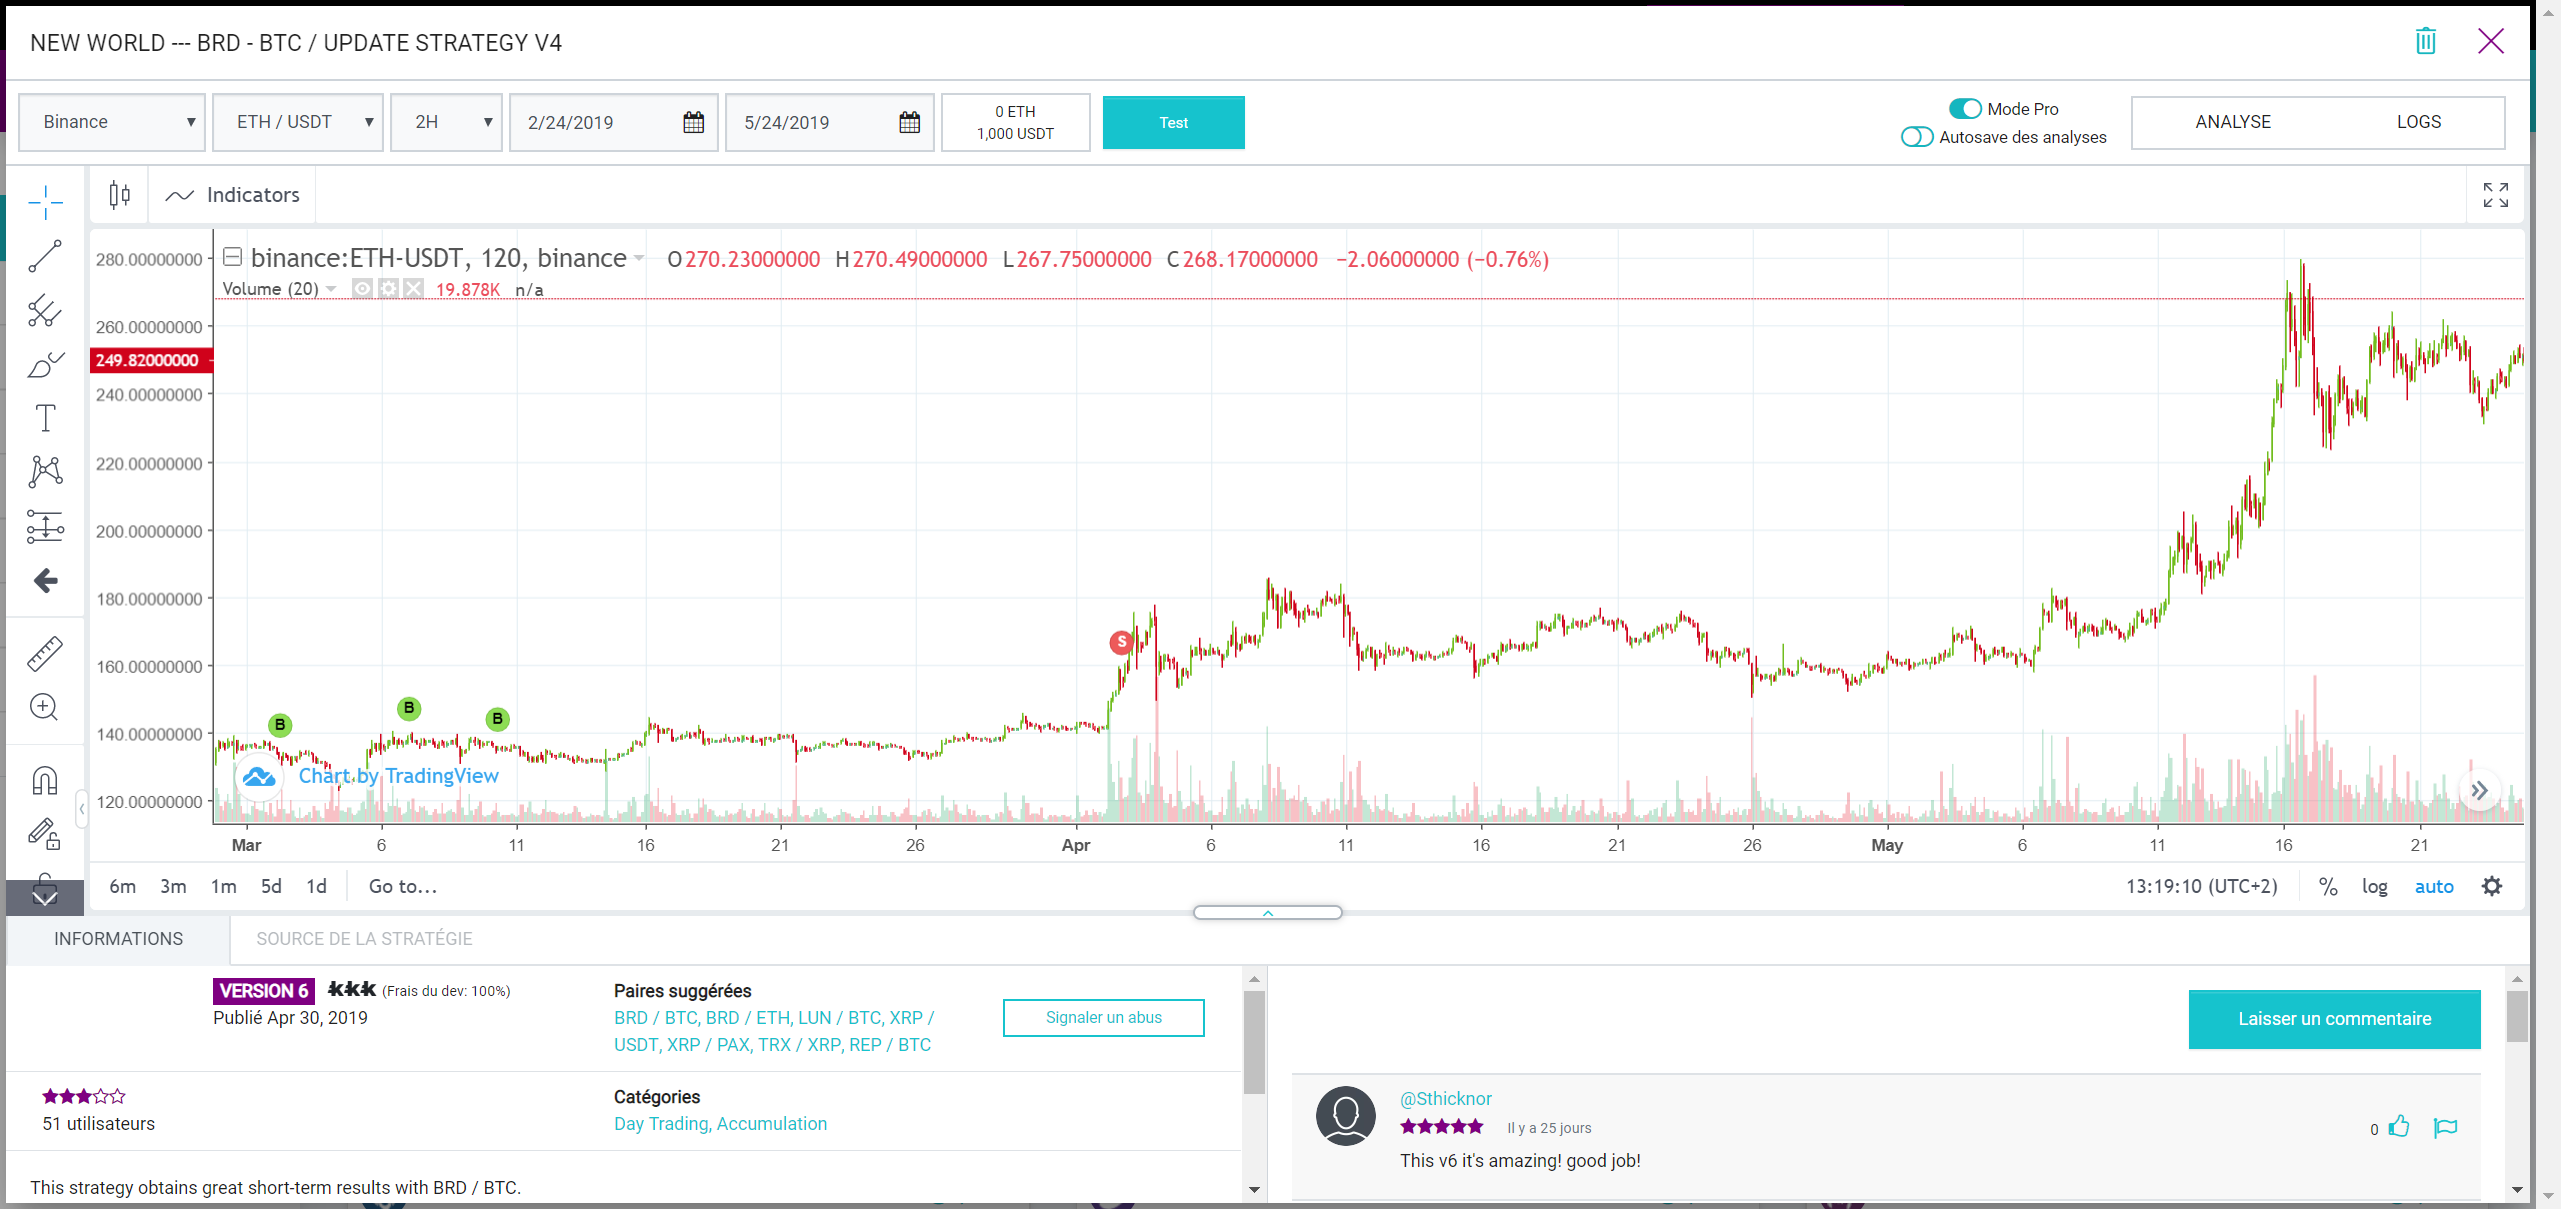 NEW WORLD --- BRD - BTC / UPDATE STRATEGY V4
Binance
ETH / USDT
2H
2/24/2019
5/24/2019
0 ETH
1,000 USDT
Test
Mode Pro
Autosave des analyses
ANALYSE
LOGS
Indicators
binance:ETH-USDT, 120, binance
O270.23000000 H270.49000000 L267.75000000 C268.17000000 −2.06000000 (−0.76%)
Volume (20) 19.878K n/a
280.00000000
260.00000000
249.82000000
240.00000000
220.00000000
200.00000000
180.00000000
160.00000000
140.00000000
120.00000000
B
B
B
S
Chart by TradingView
Mar 6 11 16 21 26 Apr 6 11 16 21 26 May 6 11 16 21
6m 3m 1m 5d 1d Go to...
13:19:10 (UTC+2) % log auto
INFORMATIONS
SOURCE DE LA STRATÉGIE
VERSION 6 (Frais du dev: 100%)
Publié Apr 30, 2019
Paires suggérées
BRD / BTC, BRD / ETH, LUN / BTC, XRP /
USDT, XRP / PAX, TRX / XRP, REP / BTC
Signaler un abus
51 utilisateurs
Catégories
Day Trading, Accumulation
This strategy obtains great short-term results with BRD / BTC.
Laisser un commentaire
@Sthicknor
Il y a 25 jours
0
This v6 it's amazing! good job!